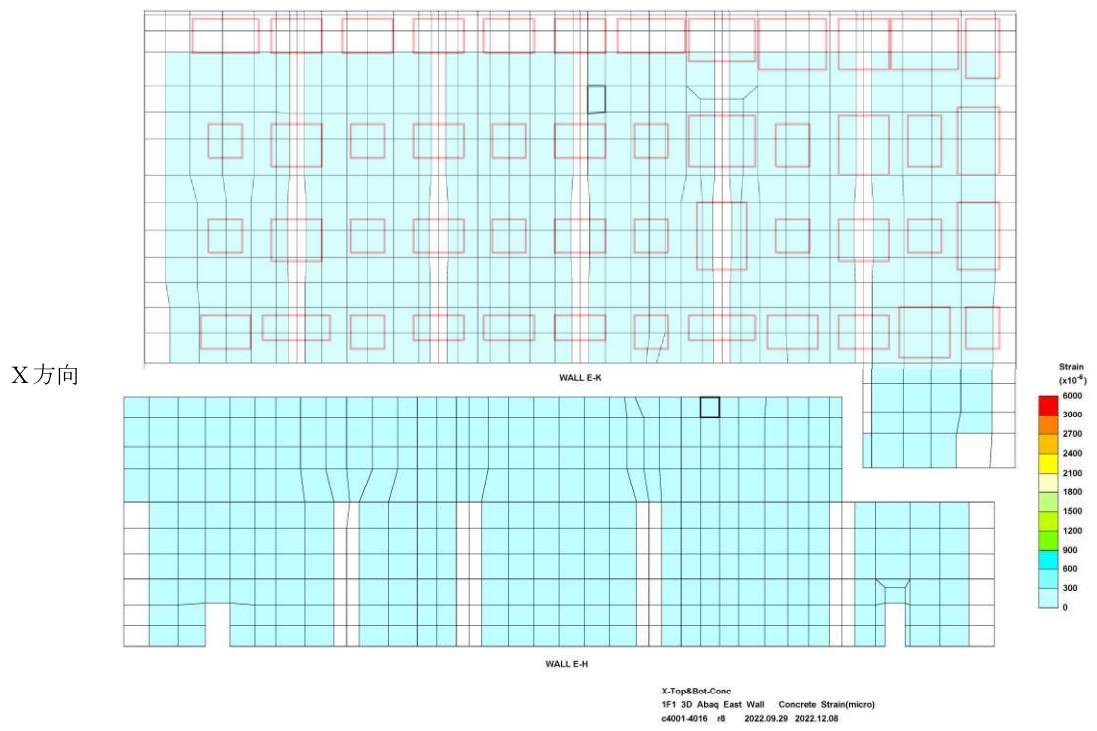 WALL E-K
X方向
Strain
(x10-6)
6000
3000
2700
2400
2100
1800
1500
1200
900
600
300
0
WALL E-H
X-Top&Bot-Conc
1F1 3D Abaq East Wall Concrete Strain(micro)
c4001-4016 r8 2022.09.29 2022.12.08